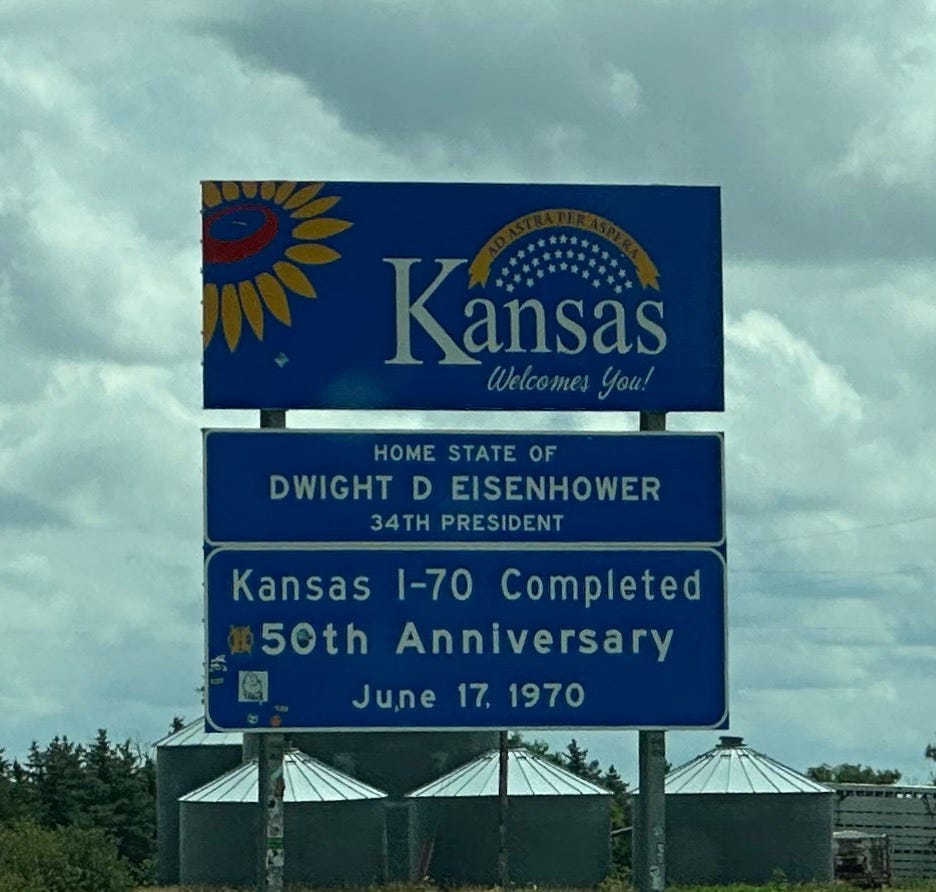 AD ASTRA PER ASPERA
Kansas
Welcomes You!
HOME STATE OF
DWIGHT D EISENHOWER
34TH PRESIDENT
Kansas I-70 Completed
50th Anniversary
June 17, 1970